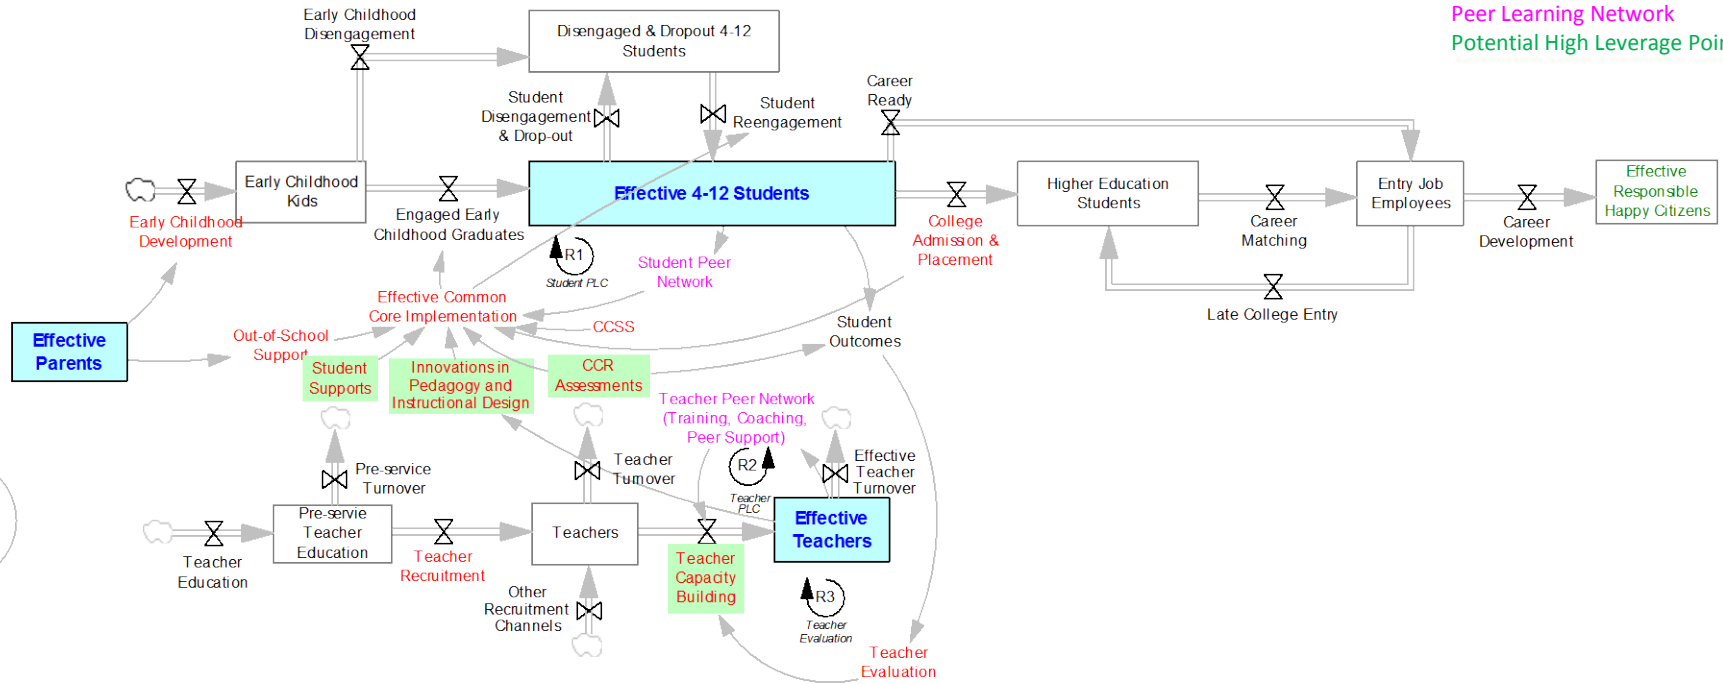 Peer Learning Network
Potential High Leverage Poi
Early Childhood
Disengagement
Disengaged & Dropout 4-12
Students
Career
Ready
Student
Disengagement
& Drop-out
Student
Reengagement
Early Childhood
Kids
Effective 4-12 Students
Higher Education
Students
Entry Job
Employees
Effective
Responsible
Happy Citizens
Early Childhood
Development
Engaged Early
Childhood Graduates
College
Admission &
Placement
Career
Matching
Career
Development
R1
Student PLC
Student Peer
Network
Effective Common
Core Implementation
CCSS
Late College Entry
Effective
Parents
Out-of-School
Support
Student
Outcomes
Student
Supports
Innovations in
Pedagogy and
Instructional Design
CCR
Assessments
Teacher Peer Network
(Training, Coaching,
Peer Support)
Pre-service
Turnover
Teacher
Turnover
R2
Teacher
PLC
Effective
Teacher
Turnover
Pre-servie
Teacher
Education
Teachers
Effective
Teachers
Teacher
Education
Teacher
Recruitment
Teacher
Capacity
Building
Other
Recruitment
Channels
R3
Teacher
Evaluation
Teacher
Evaluation